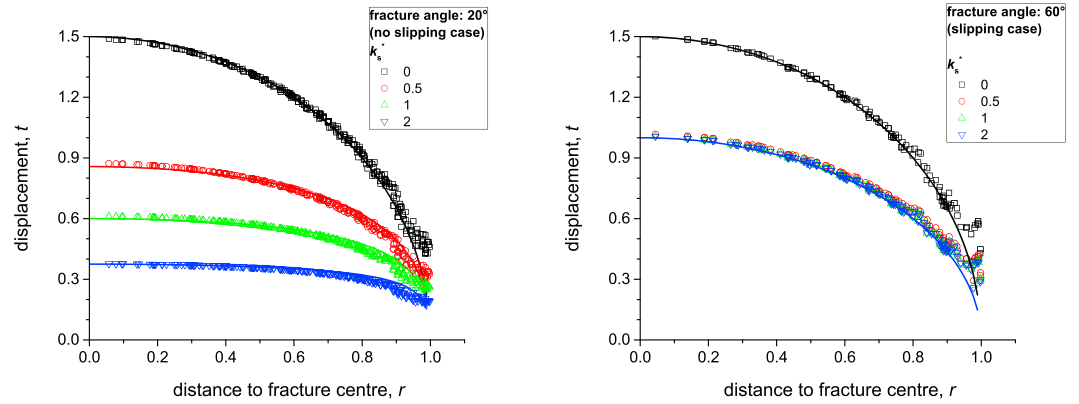 fracture angle: 20°
(no slipping case)
kₛ*
0
0.5
1
2
1.5
1.2
0.9
0.6
0.3
0.0
displacement, t
0.0 0.2 0.4 0.6 0.8 1.0
distance to fracture centre, r
fracture angle: 60°
(slipping case)
kₛ*
0
0.5
1
2
1.5
1.2
0.9
0.6
0.3
0.0
displacement, t
0.0 0.2 0.4 0.6 0.8 1.0
distance to fracture centre, r